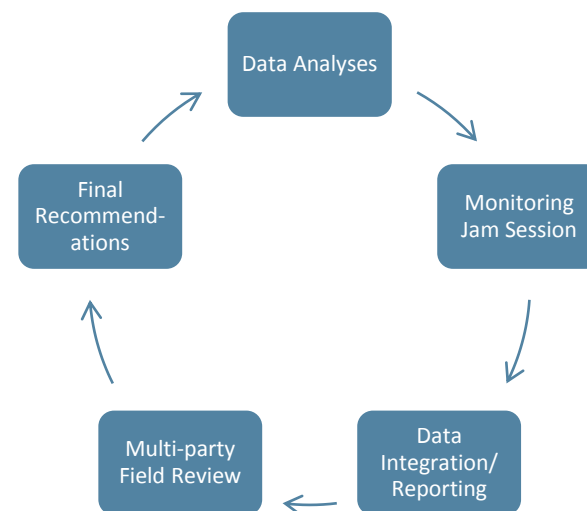 Data Analyses
Monitoring
Jam Session
Data
Integration/
Reporting
Multi-party
Field Review
Final
Recommend-
ations